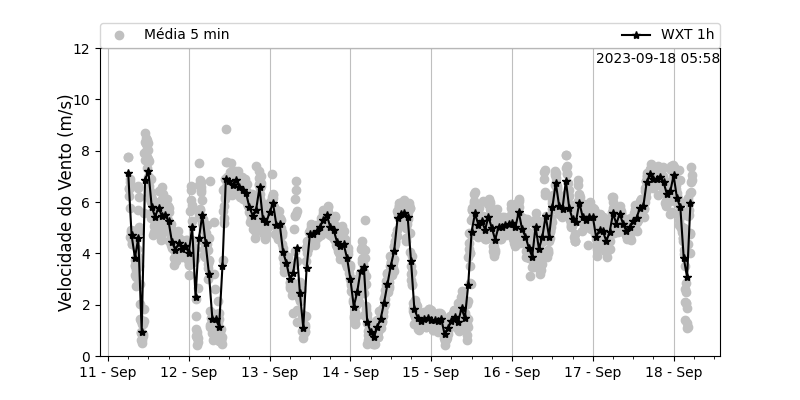 Média 5 min
WXT 1h
2023-09-18 05:58
Velocidade do Vento (m/s)
12
10
8
6
4
2
0
11 - Sep
12 - Sep
13 - Sep
14 - Sep
15 - Sep
16 - Sep
17 - Sep
18 - Sep